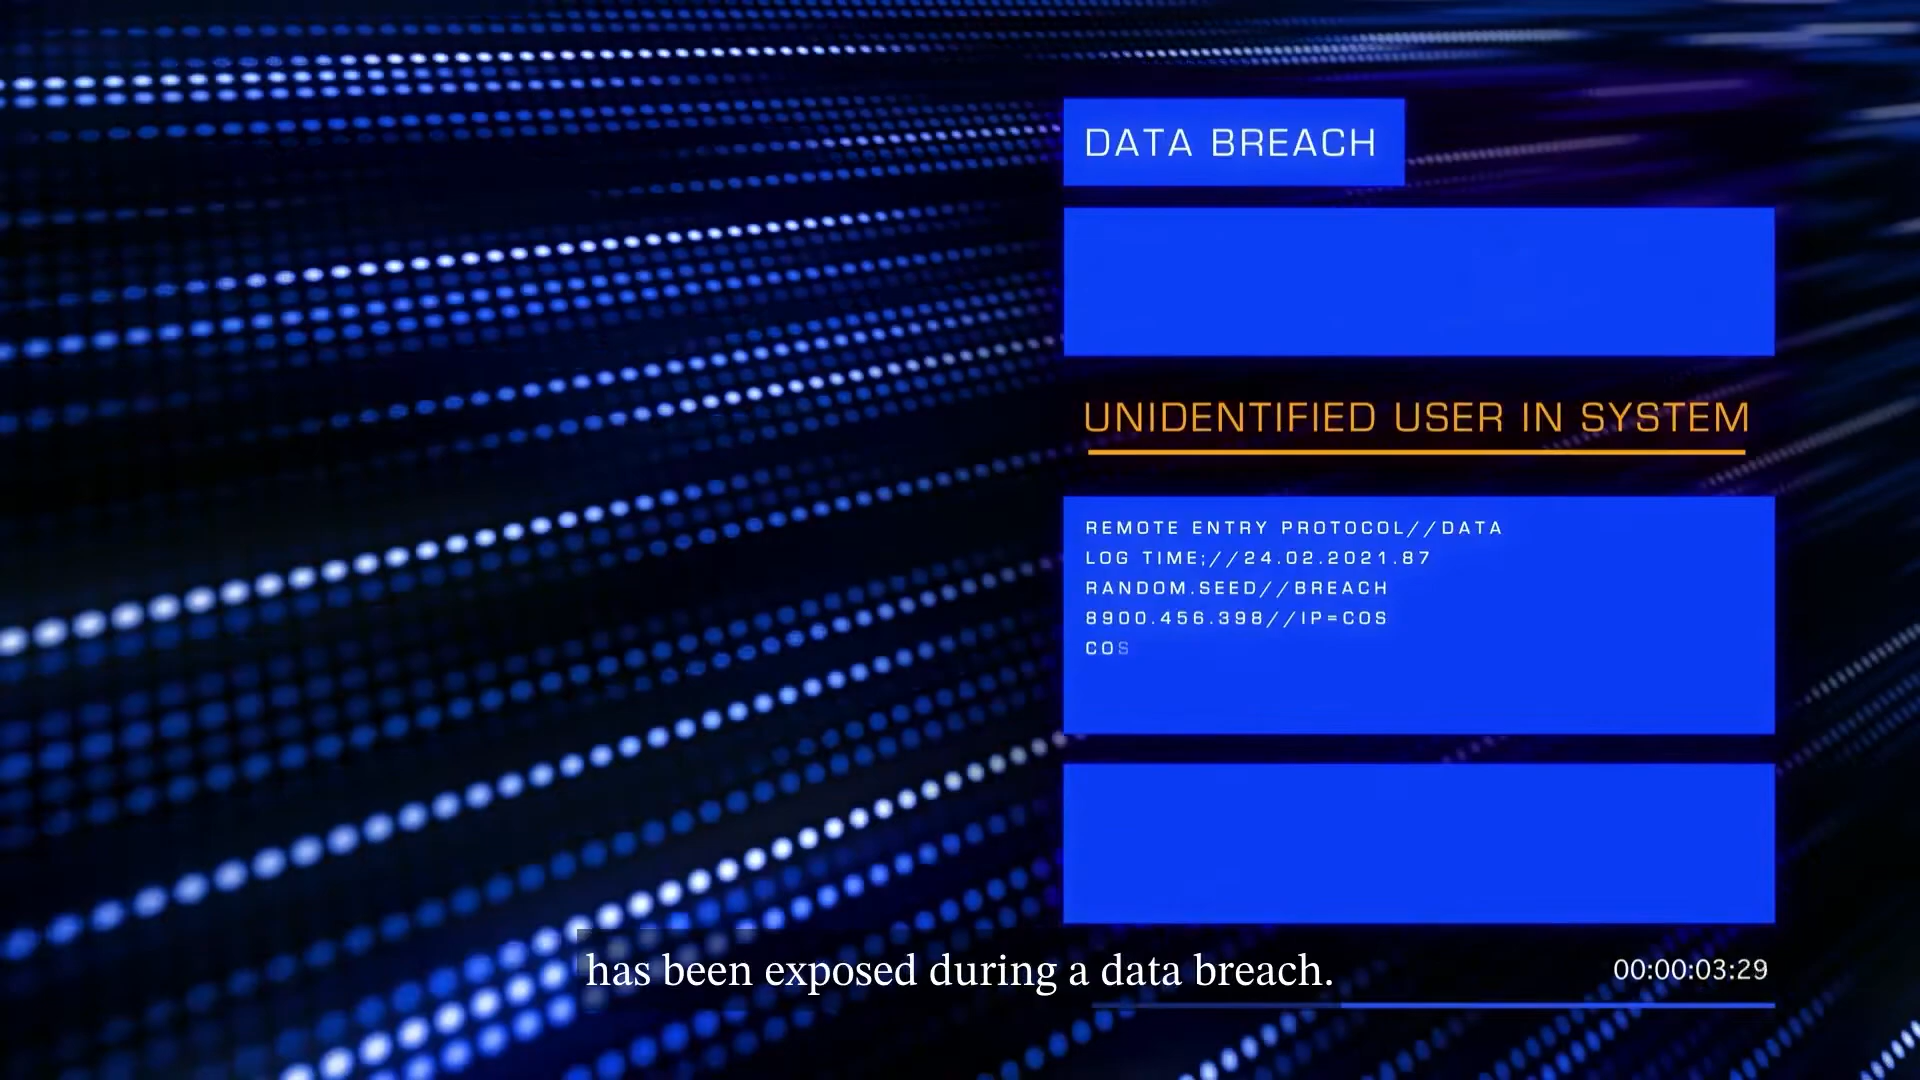 DATA BREACH
UNIDENTIFIED USER IN SYSTEM
REMOTE ENTRY PROTOCOL//DATA
LOG TIME;//24.02.2021.87
RANDOM.SEED//BREACH
8900.456.398//IP=COS
COS
has been exposed during a data breach.
00:00:03:29